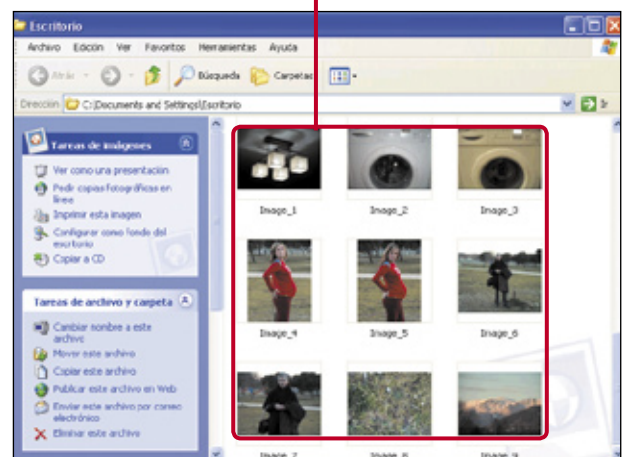 Escritorio
Archivo Edición Ver Favoritos Herramientas Ayuda
Atrás Búsqueda Carpetas
Dirección C:\Documents and Settings\Escritorio Ir
Tareas de imágenes
Ver como una presentación
Pedir copias fotográficas en
línea
Imprimir esta imagen
Configurar como fondo del
escritorio
Copiar a CD
Tareas de archivo y carpeta
Cambiar nombre a este
archivo
Mover este archivo
Copiar este archivo
Publicar este archivo en Web
Enviar este archivo por correo
electrónico
Eliminar este archivo
Image_1 Image_2 Image_3
Image_4 Image_5 Image_6
Image_7 Image_8 Image_9